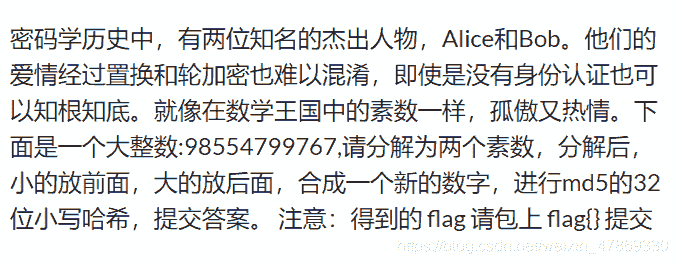 密码学历史中，有两位知名的杰出人物，Alice和Bob。他们的
爱情经过置换和轮加密也难以混淆，即使是没有身份认证也可
以知根知底。就像在数学王国中的素数一样，孤傲又热情。下
面是一个大整数:98554799767,请分解为两个素数，分解后，
小的放前面，大的放后面，合成一个新的数字，进行md5的32
位小写哈希，提交答案。 注意：得到的 flag 请包上 flag{} 提交
https://blog.csdn.net/weixin_47869330